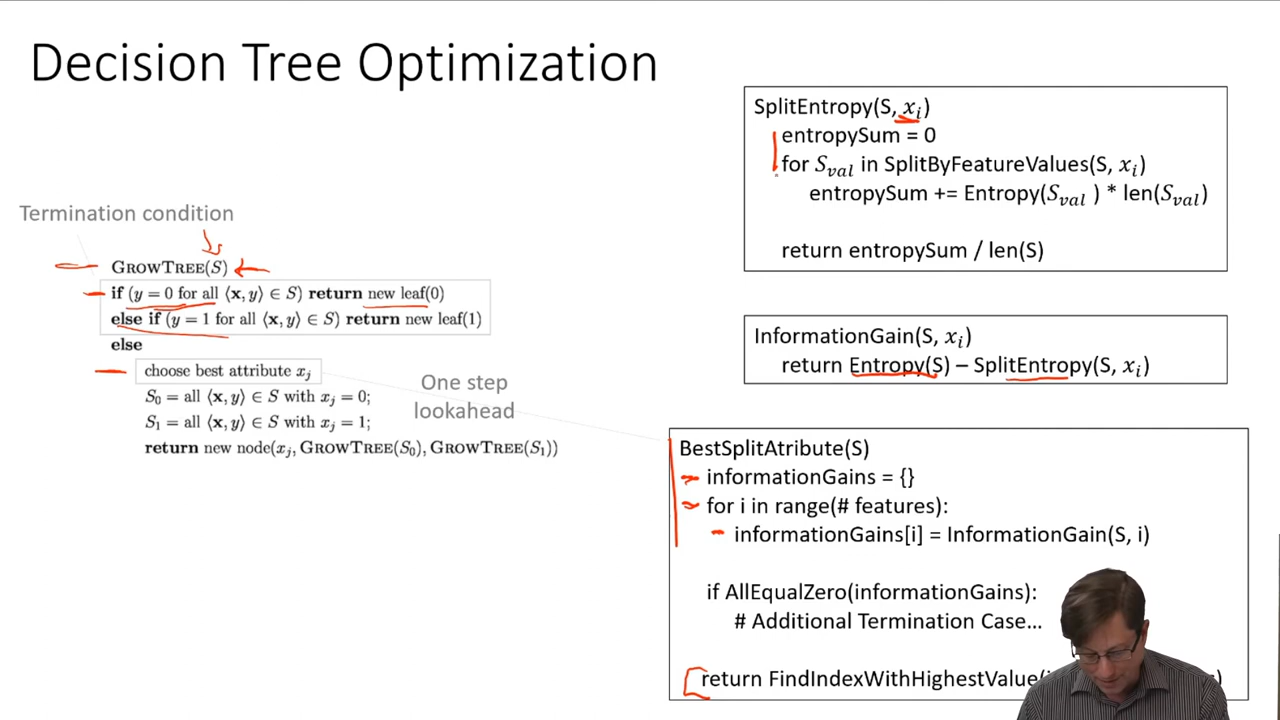 Decision Tree Optimization
Termination condition
GROWTREE(S)
if (y = 0 for all ⟨x, y⟩ ∈ S) return new leaf(0)
else if (y = 1 for all ⟨x, y⟩ ∈ S) return new leaf(1)
else
choose best attribute xⱼ
S₀ = all ⟨x, y⟩ ∈ S with xⱼ = 0;
S₁ = all ⟨x, y⟩ ∈ S with xⱼ = 1;
return new node(xⱼ, GROWTREE(S₀), GROWTREE(S₁))
One step
lookahead
SplitEntropy(S, xᵢ)
entropySum = 0
for S_val in SplitByFeatureValues(S, xᵢ)
entropySum += Entropy(S_val ) * len(S_val)
return entropySum / len(S)
InformationGain(S, xᵢ)
return Entropy(S) – SplitEntropy(S, xᵢ)
BestSplitAtribute(S)
informationGains = {}
for i in range(# features):
informationGains[i] = InformationGain(S, i)
if AllEqualZero(informationGains):
# Additional Termination Case...
return FindIndexWithHighestValue(